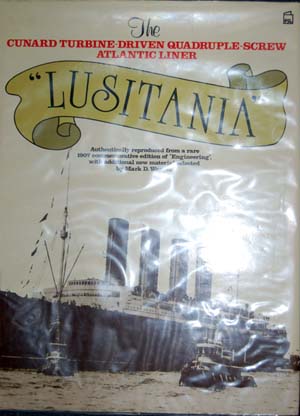 The
CUNARD TURBINE-DRIVEN QUADRUPLE-SCREW
ATLANTIC LINER
"LUSITANIA"
Authentically reproduced from a rare
1907 commemorative edition of "Engineering",
with additional new material selected
by Mark D.